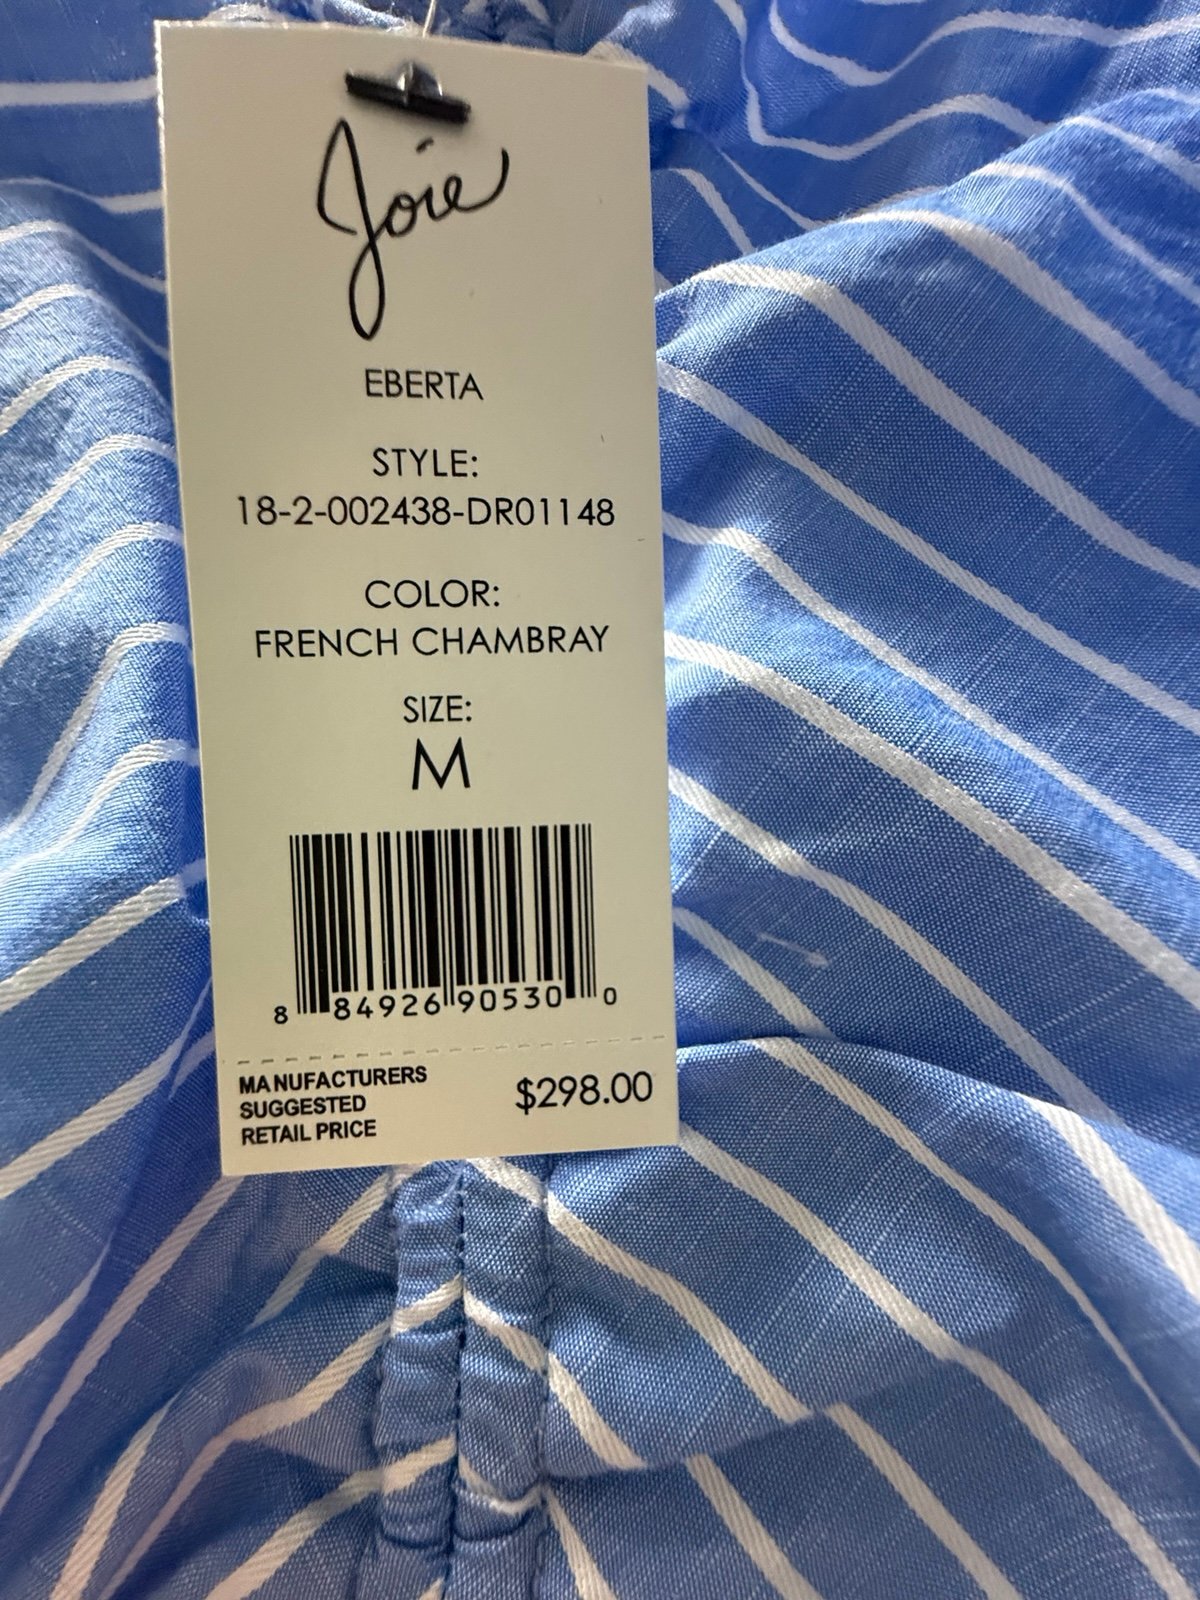 Joie
EBERTA
STYLE:
18-2-002438-DR01148
COLOR:
FRENCH CHAMBRAY
SIZE:
M
8 84926 90530 0
MANUFACTURERS
SUGGESTED
RETAIL PRICE
$298.00